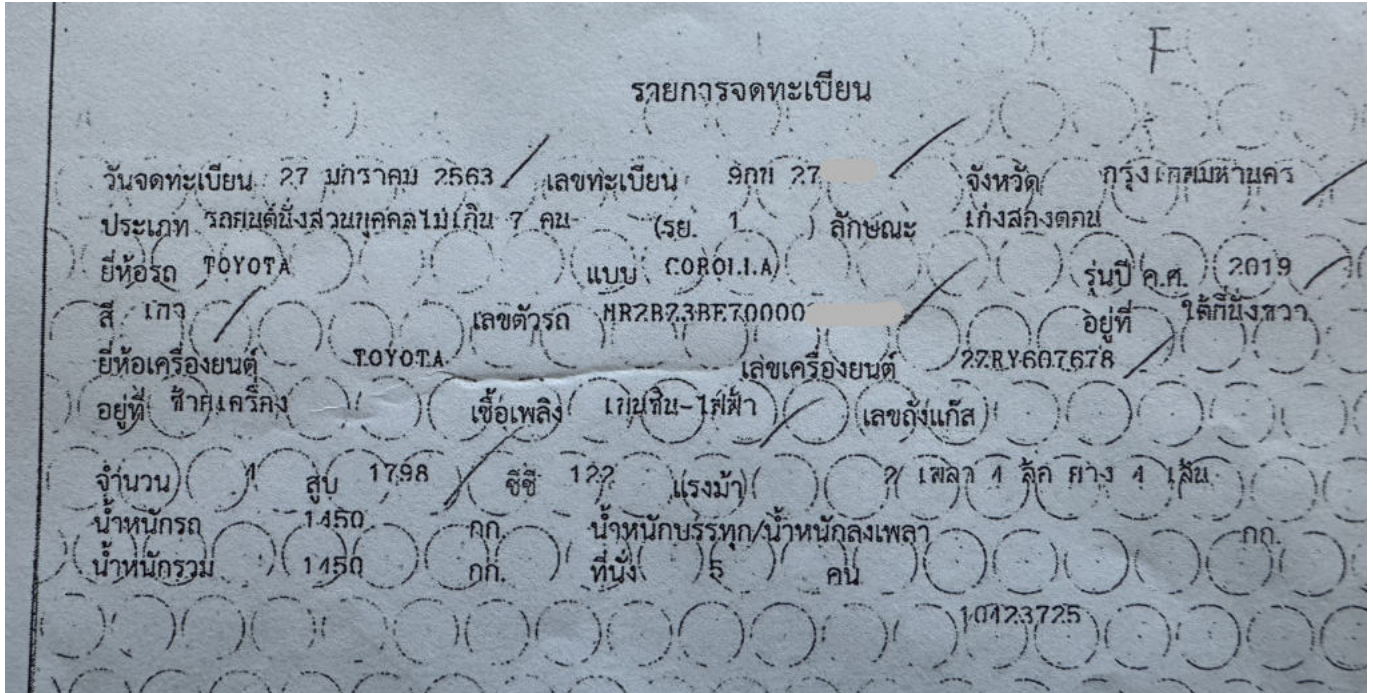 F
รายการจดทะเบียน
วันจดทะเบียน 27 มกราคม 2563 เลขทะเบียน 9กข 27 จังหวัด กรุงเทพมหานคร
ประเภท รถยนต์นั่งส่วนบุคคลไม่เกิน 7 คน (รย. 1 ) ลักษณะ เก๋งสองตอน
ยี่ห้อรถ TOYOTA แบบ COROLLA รุ่นปี ค.ศ. 2019
สี เทา เลขตัวรถ MR2BZ3BE70000 อยู่ที่ ใต้ที่นั่งขวา
ยี่ห้อเครื่องยนต์ TOYOTA เลขเครื่องยนต์ 2ZRY607678
อยู่ที่ ซ้ายเครื่อง เชื้อเพลิง เบนซิน-ไฟฟ้า เลขถังแก๊ส
จำนวน 4 สูบ 1798 ซีซี 122 แรงม้า 2 เพลา 4 ล้อ ยาง 4 เส้น
น้ำหนักรถ 1450 กก. น้ำหนักบรรทุก/น้ำหนักลงเพลา กก.
น้ำหนักรวม 1450 กก. ที่นั่ง 5 คน
10423725